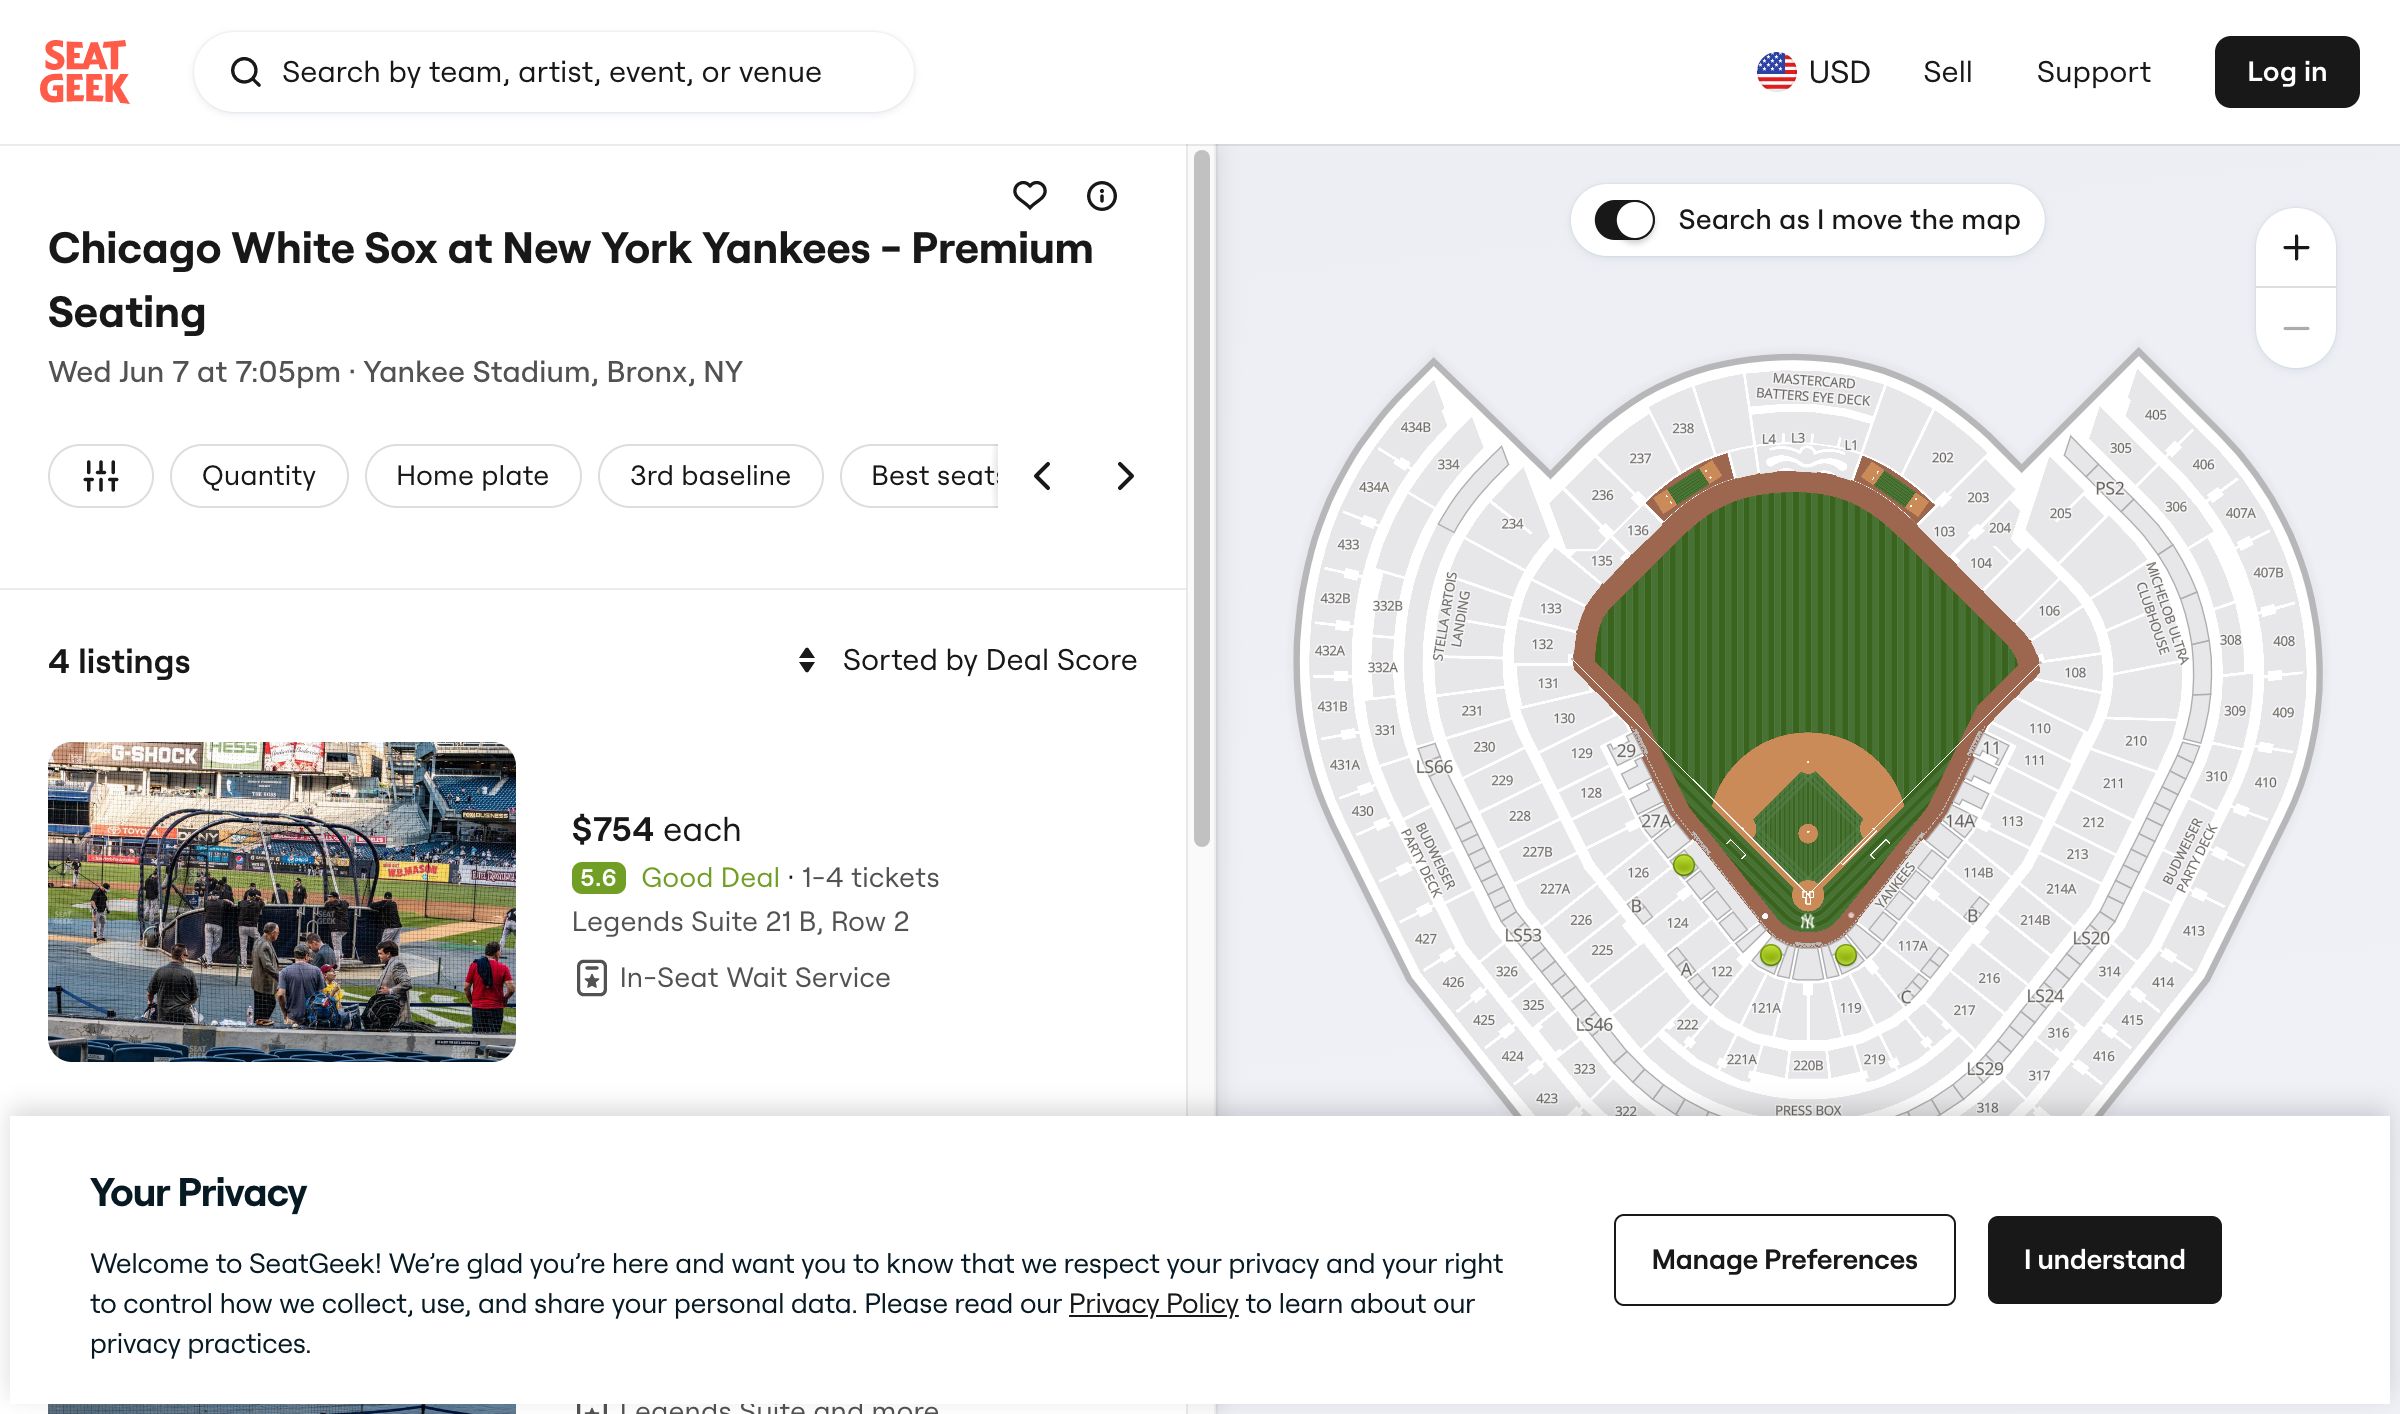 SEAT
GEEK
Search by team, artist, event, or venue
USD
Sell
Support
Log in
Chicago White Sox at New York Yankees - Premium
Seating
Wed Jun 7 at 7:05pm · Yankee Stadium, Bronx, NY
Quantity
Home plate
3rd baseline
Best seats
4 listings
Sorted by Deal Score
G-SHOCK
HESS
TOYOTA
W.B.MASON
SEAT
GEEK
$754 each
5.6 Good Deal · 1-4 tickets
Legends Suite 21 B, Row 2
In-Seat Wait Service
Legends Suite and more
Search as I move the map
+
−
MASTERCARD
BATTERS EYE DECK
L4
L3
L1
434B
238
405
334
237
202
305
406
434A
236
203
PS2
306
407A
234
136
103
204
205
433
135
104
407B
STELLA ARTOIS
LANDING
MICHELOB ULTRA
CLUBHOUSE
432B
332B
133
106
432A
332A
132
308
408
131
108
431B
331
231
130
110
309
409
230
129
29
11
111
210
431A
LS66
229
128
211
310
410
430
228
27A
14A
113
212
BUDWEISER
PARTY DECK
227B
213
BUDWEISER
PARTY DECK
227A
126
YANKEES
114B
214A
226
B
124
B
214B
427
LS53
225
117A
LS20
413
426
326
A
122
216
314
414
425
325
121A
119
C
217
LS24
415
LS46
222
316
424
323
221A
220B
219
LS29
317
416
423
322
PRESS BOX
318
Your Privacy
Welcome to SeatGeek! We’re glad you’re here and want you to know that we respect your privacy and your right
to control how we collect, use, and share your personal data. Please read our Privacy Policy to learn about our
privacy practices.
Manage Preferences
I understand